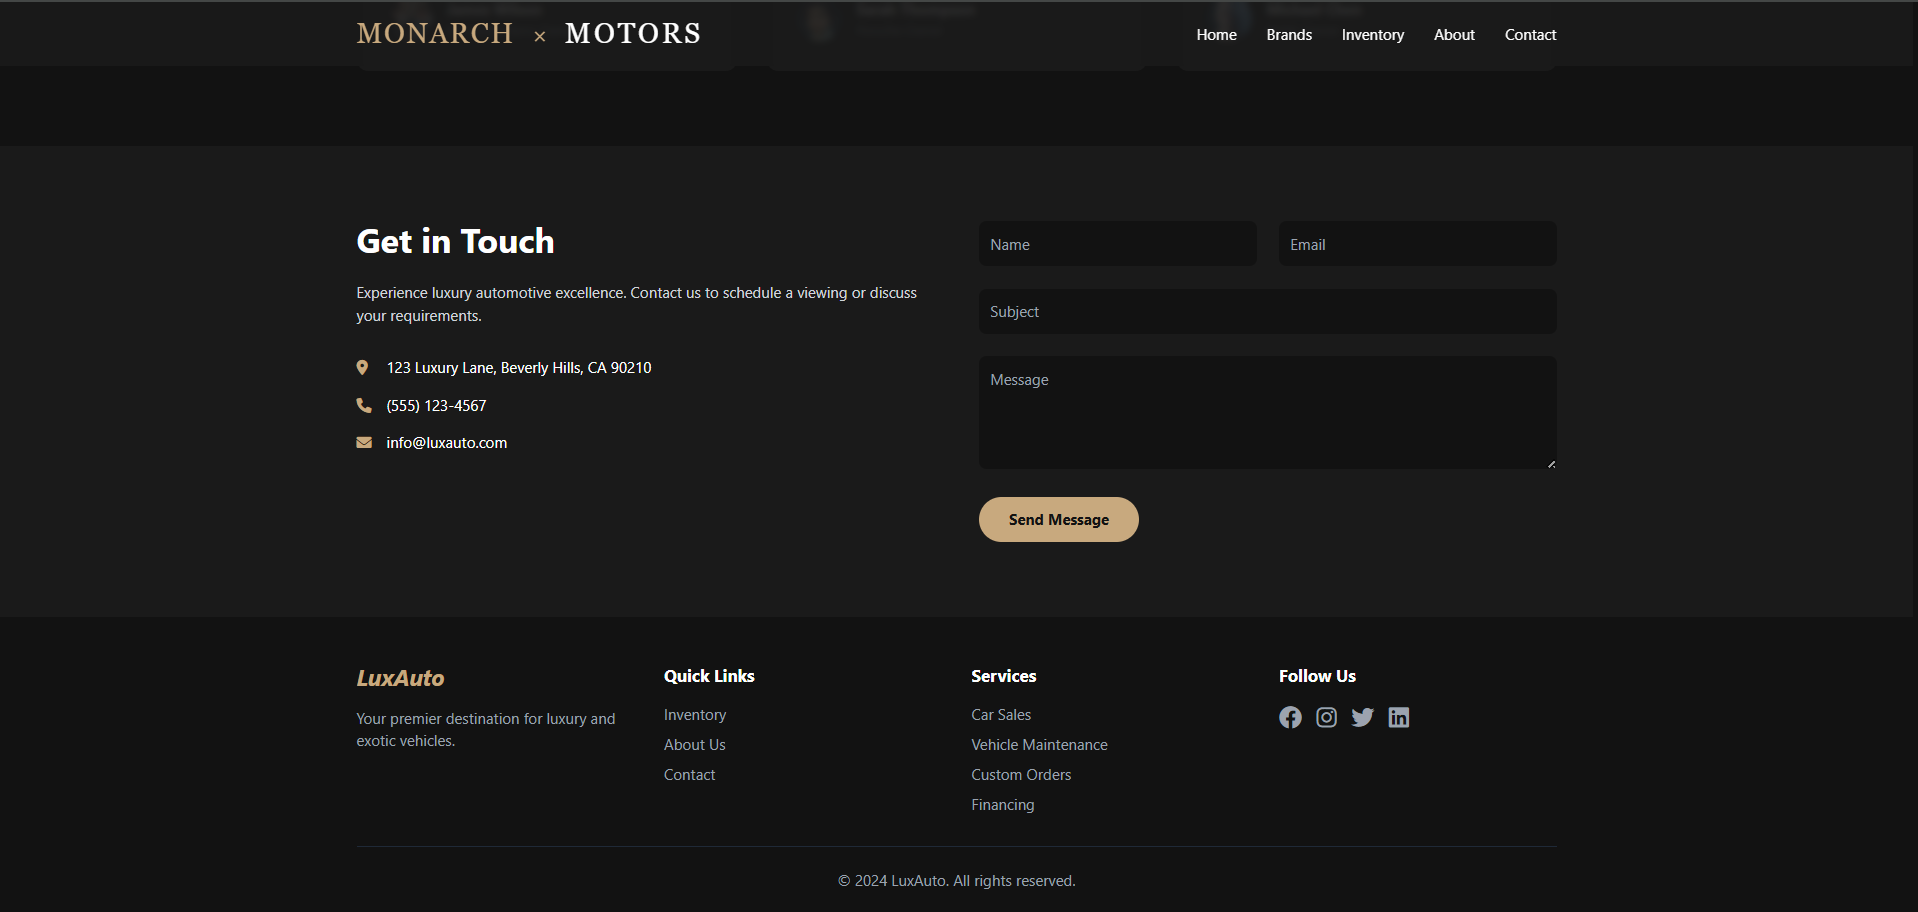 MONARCH × MOTORS
Home Brands Inventory About Contact
Get in Touch
Experience luxury automotive excellence. Contact us to schedule a viewing or discuss
your requirements.
123 Luxury Lane, Beverly Hills, CA 90210
(555) 123-4567
info@luxauto.com
Name Email
Subject
Message
Send Message
LuxAuto
Your premier destination for luxury and
exotic vehicles.
Quick Links
Inventory
About Us
Contact
Services
Car Sales
Vehicle Maintenance
Custom Orders
Financing
Follow Us
© 2024 LuxAuto. All rights reserved.